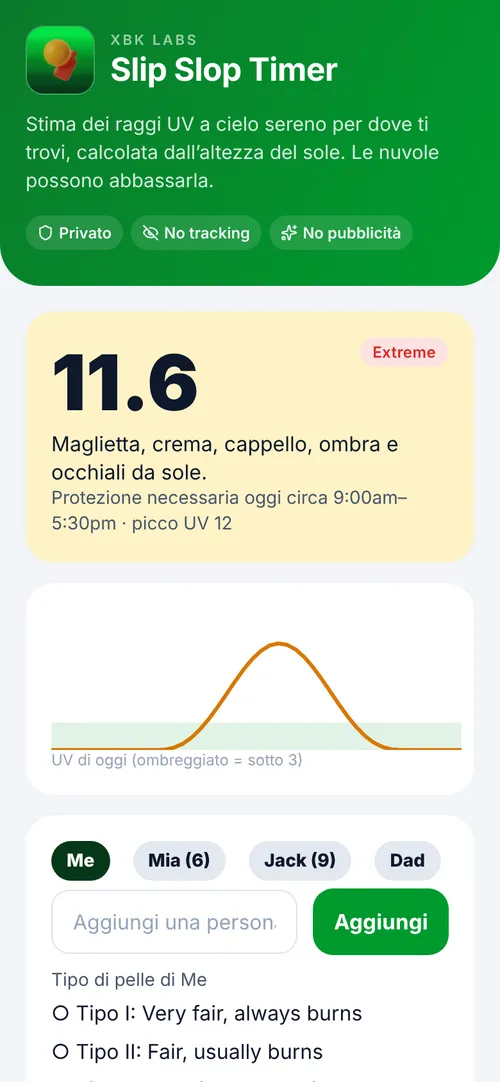 XBK LABS
Slip Slop Timer
Stima dei raggi UV a cielo sereno per dove ti
trovi, calcolata dall’altezza del sole. Le nuvole
possono abbassarla.
Privato
No tracking
No pubblicità
Extreme
11.6
Maglietta, crema, cappello, ombra e
occhiali da sole.
Protezione necessaria oggi circa 9:00am–
5:30pm · picco UV 12
UV di oggi (ombreggiato = sotto 3)
Me
Mia (6)
Jack (9)
Dad
Aggiungi una person
Aggiungi
Tipo di pelle di Me
Tipo I: Very fair, always burns
Tipo II: Fair, usually burns